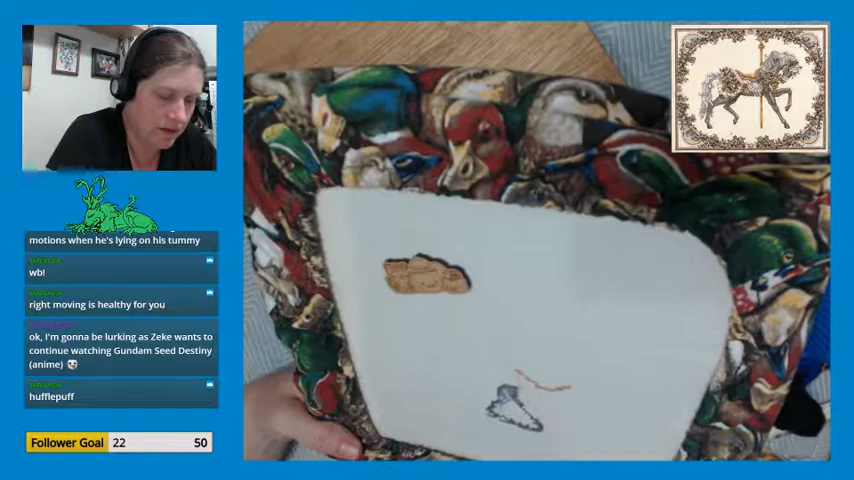 motions when he's lying on his tummy
wb!
right moving is healthy for you
ok, I'm gonna be lurking as Zeke wants to
continue watching Gundam Seed Destiny
(anime)
hufflepuff
Follower Goal 22 50